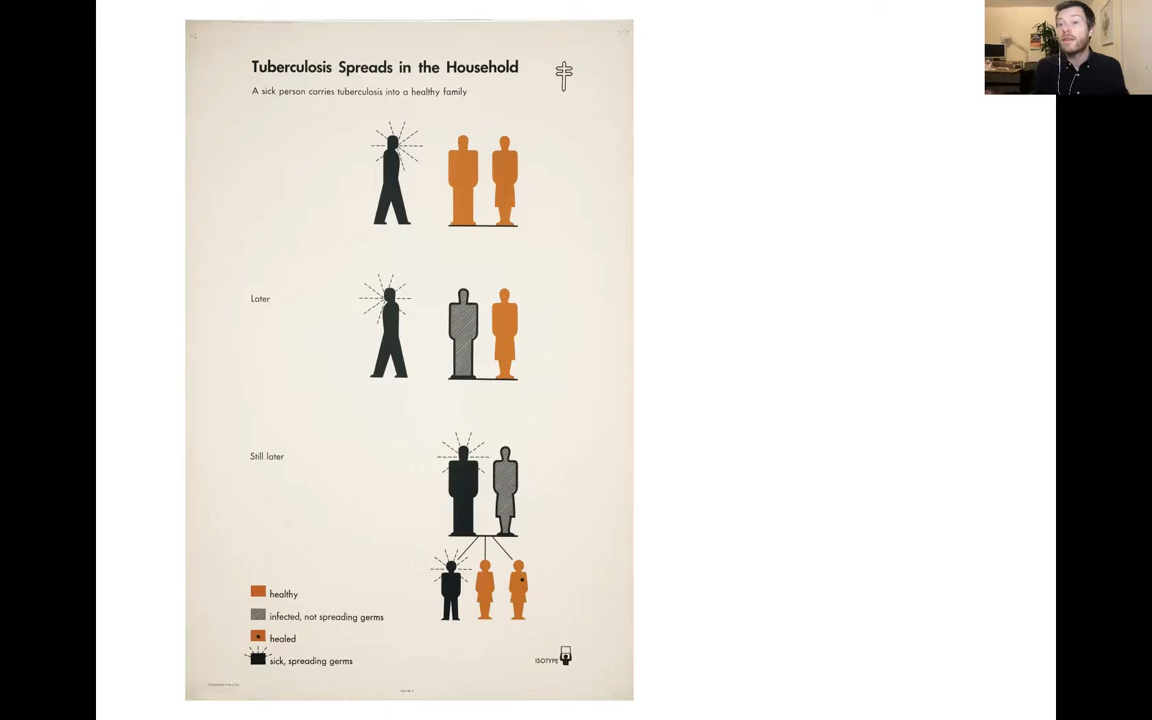 Tuberculosis Spreads in the Household
A sick person carries tuberculosis into a healthy family
Later
Still later
healthy
infected, not spreading germs
healed
sick, spreading germs
ISOTYPE